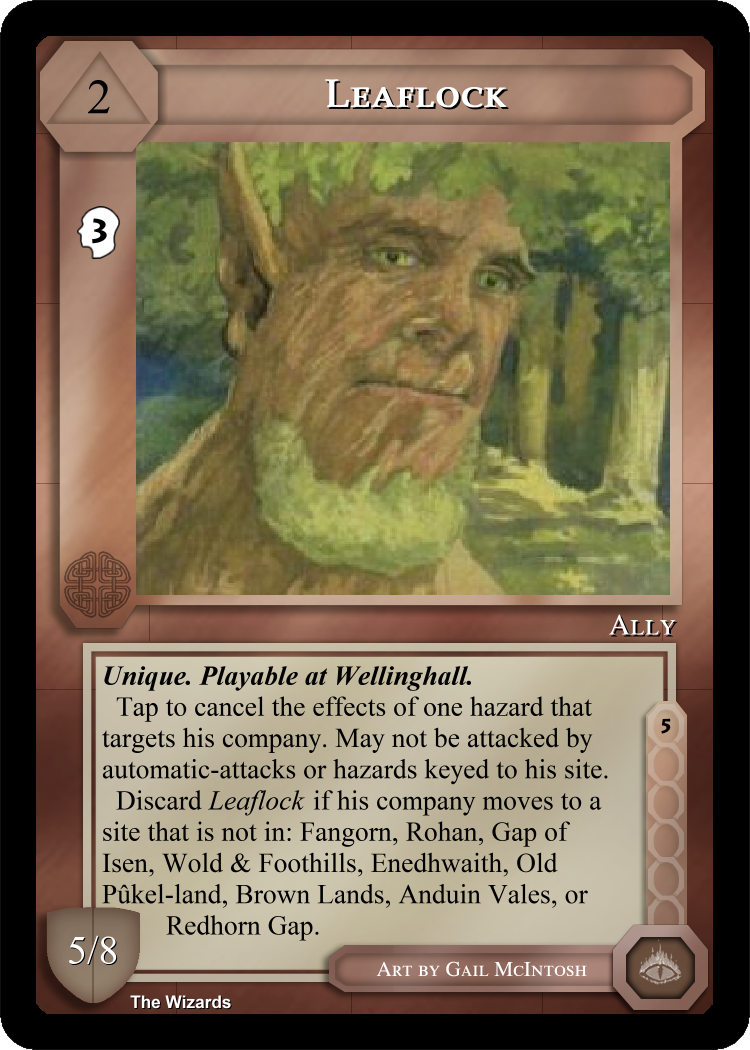 2
LEAFLOCK
3
ALLY
Unique. Playable at Wellinghall.
Tap to cancel the effects of one hazard that
targets his company. May not be attacked by
automatic-attacks or hazards keyed to his site.
Discard Leaflock if his company moves to a
site that is not in: Fangorn, Rohan, Gap of
Isen, Wold & Foothills, Enedhwaith, Old
Pûkel-land, Brown Lands, Anduin Vales, or
Redhorn Gap.
5
5/8
ART BY GAIL MCINTOSH
The Wizards